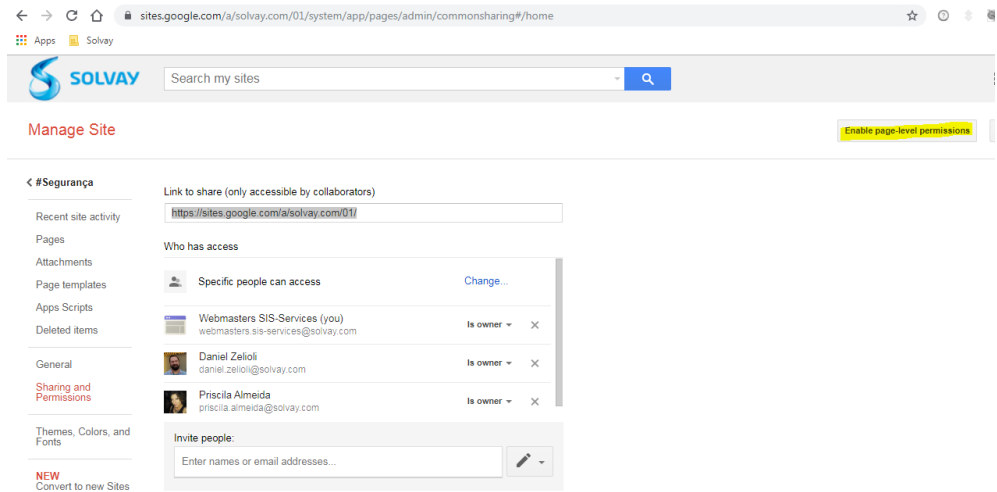 sites.google.com/a/solvay.com/01/system/app/pages/admin/commonsharing#/home
Apps Solvay
SOLVAY
Search my sites
Manage Site
Enable page-level permissions
#Segurança
Recent site activity
Pages
Attachments
Page templates
Apps Scripts
Deleted items
General
Sharing and
Permissions
Themes, Colors, and
Fonts
NEW
Convert to new Sites
Link to share (only accessible by collaborators)
https://sites.google.com/a/solvay.com/01/
Who has access
Specific people can access Change...
Webmasters SIS-Services (you) Is owner
webmasters.sis-services@solvay.com
Daniel Zelioli Is owner
daniel.zelioli@solvay.com
Priscila Almeida Is owner
priscila.almeida@solvay.com
Invite people:
Enter names or email addresses...